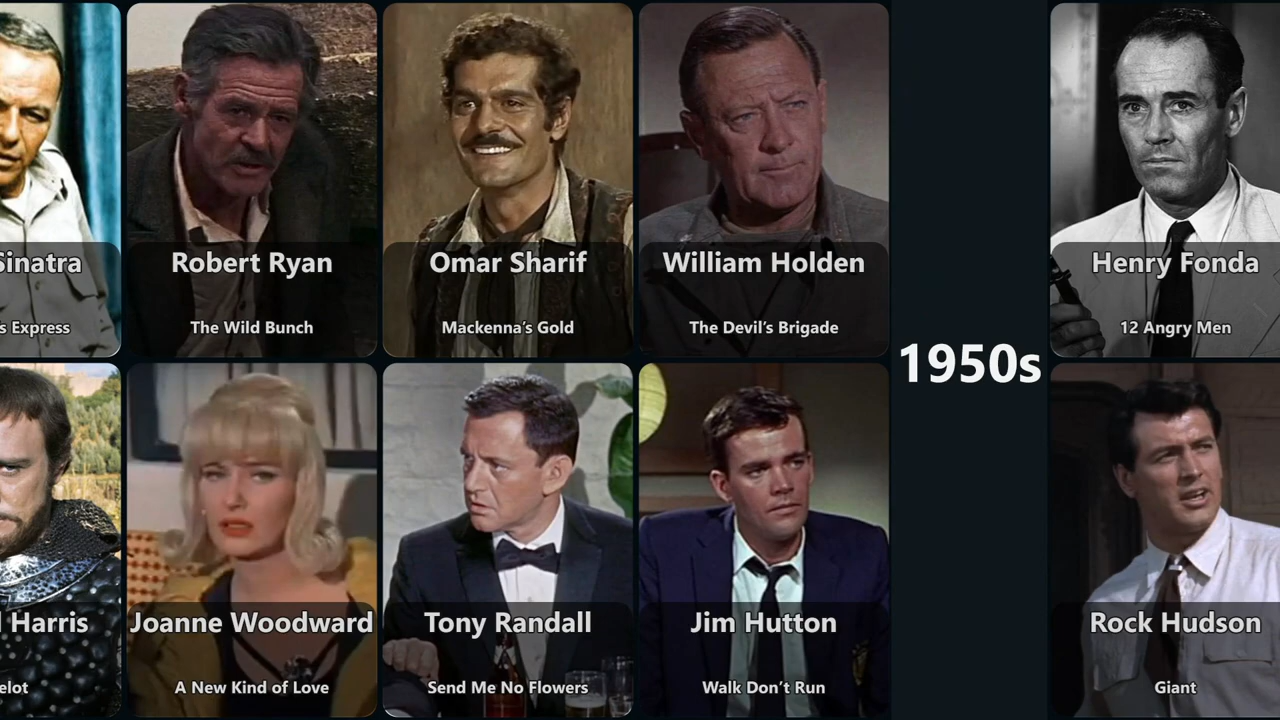 Sinatra
s Express
Robert Ryan
The Wild Bunch
Omar Sharif
Mackenna's Gold
William Holden
The Devil's Brigade
1950s
Henry Fonda
12 Angry Men
Harris
elot
Joanne Woodward
A New Kind of Love
Tony Randall
Send Me No Flowers
Jim Hutton
Walk Don't Run
Rock Hudson
Giant